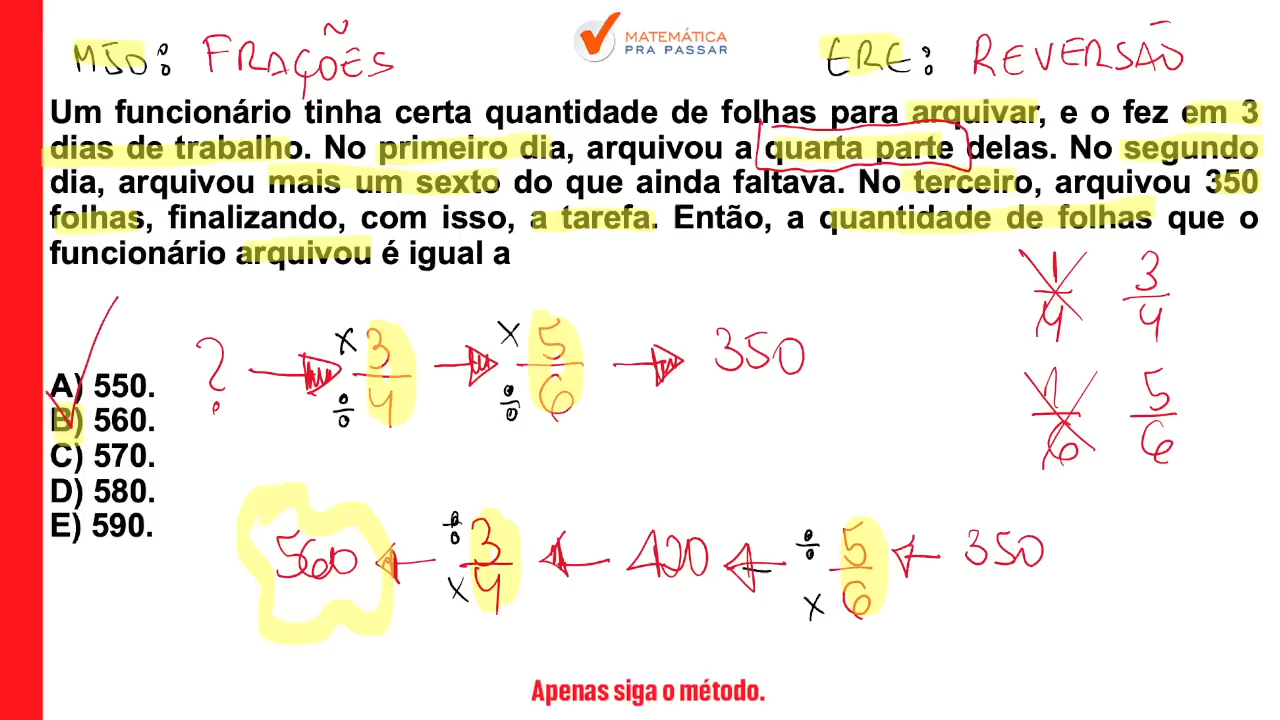 MATEMÁTICA
PRA PASSAR
MJO: FRAÇÕES
ERE: REVERSÃO
Um funcionário tinha certa quantidade de folhas para arquivar, e o fez em 3
dias de trabalho. No primeiro dia, arquivou a quarta parte delas. No segundo
dia, arquivou mais um sexto do que ainda faltava. No terceiro, arquivou 350
folhas, finalizando, com isso, a tarefa. Então, a quantidade de folhas que o
funcionário arquivou é igual a
1/4 3/4
? × 3 ÷ 4 × 5 ÷ 6 350
1/6 5/6
A) 550.
B) 560.
C) 570.
D) 580.
E) 590.
560 ÷ 3 × 4 420 ÷ 5 × 6 350
Apenas siga o método.